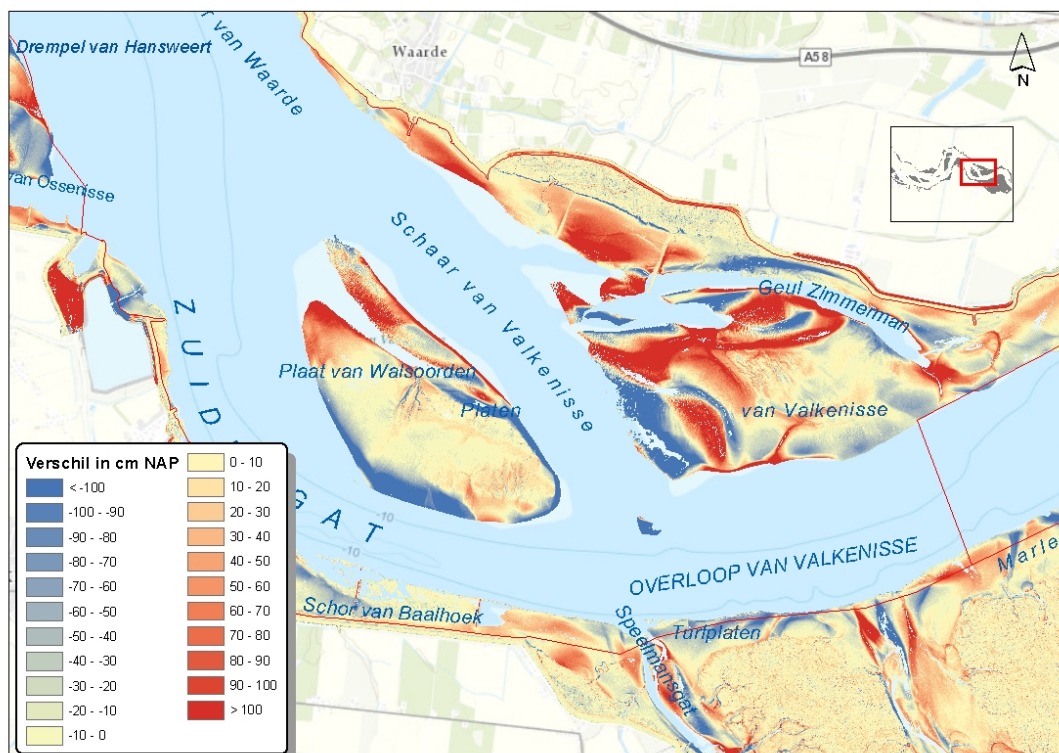 Drempel van Hansweert
r van Waarde
Waarde
A58
N
van Ossenisse
Schaar van Valkenisse
Geul Zimmerman
ZUID
GAT
Plaat van Walsoorden
Platen
van Valkenisse
-10
-10
OVERLOOP VAN VALKENISSE
Marle
Schor van Baalhoek
Speelmansgat
Turlplaten
Verschil in cm NAP
< -100
-100 - -90
-90 - -80
-80 - -70
-70 - -60
-60 - -50
-50 - -40
-40 - -30
-30 - -20
-20 - -10
-10 - 0
0 - 10
10 - 20
20 - 30
30 - 40
40 - 50
50 - 60
60 - 70
70 - 80
80 - 90
90 - 100
> 100